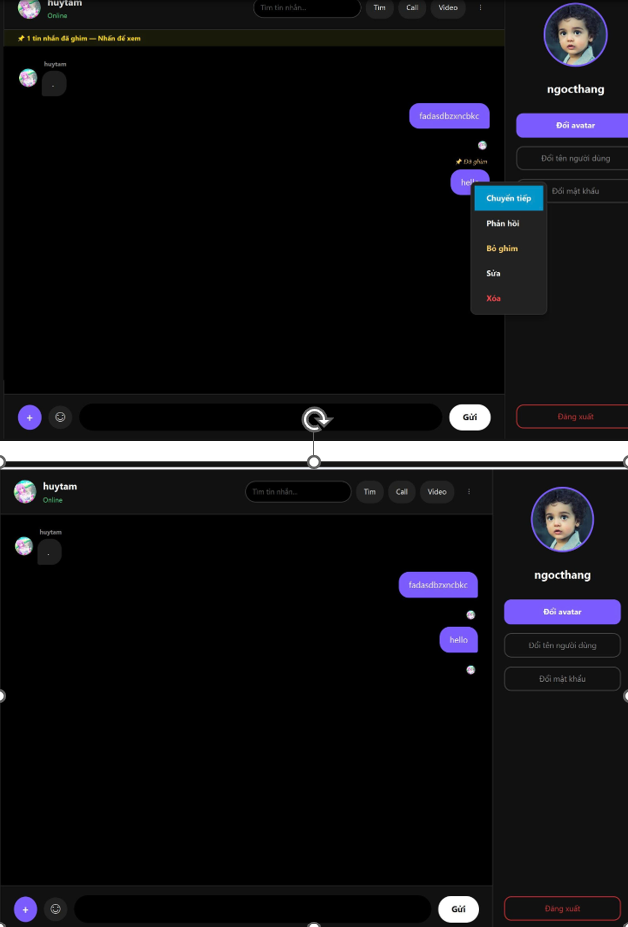 huytam
Online
Tìm tin nhắn...
Tìm
Call
Video
⋮
📌 1 tin nhắn đã ghim — Nhấn để xem
huytam
.
fadasdbzxncbkc
📌 Đã ghim
hello
Chuyển tiếp
Phản hồi
Bỏ ghim
Sửa
Xóa
ngocthang
Đổi avatar
Đổi tên người dùng
Đổi mật khẩu
+
Gửi
Đăng xuất
huytam
Online
Tìm tin nhắn...
Tìm
Call
Video
⋮
huytam
.
fadasdbzxncbkc
hello
ngocthang
Đổi avatar
Đổi tên người dùng
Đổi mật khẩu
+
Gửi
Đăng xuất